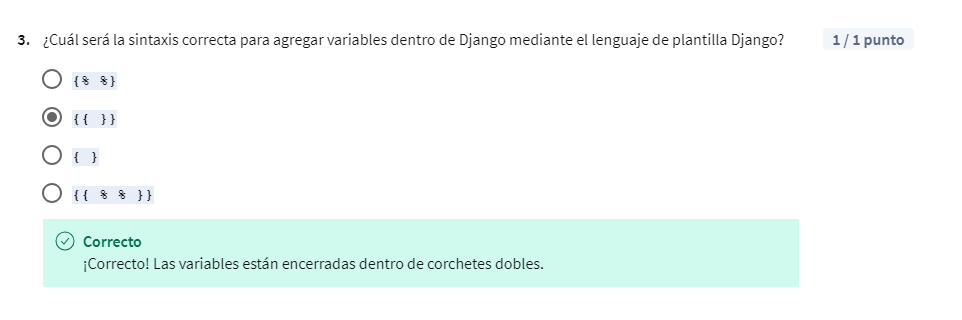 3. ¿Cuál será la sintaxis correcta para agregar variables dentro de Django mediante el lenguaje de plantilla Django? 1 / 1 punto
{% %}
{{ }}
{ }
{{ % % }}
Correcto
¡Correcto! Las variables están encerradas dentro de corchetes dobles.